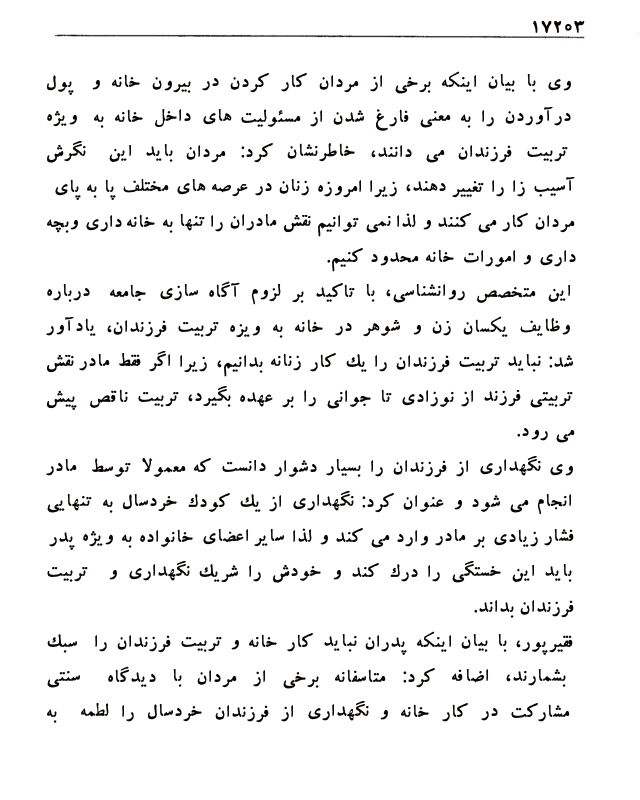 ۱۷۲۵۳
وی با بیان اینکه برخی از مردان کار کردن در بیرون خانه و پول
درآوردن را به معنی فارغ شدن از مسئولیت های داخل خانه به ویژه
تربیت فرزندان می دانند، خاطرنشان کرد: مردان باید این نگرش
آسیب زا را تغییر دهند، زیرا امروزه زنان در عرصه های مختلف پا به پای
مردان کار می کنند و لذا نمی توانیم نقش مادران را تنها به خانه داری وبچه
داری و امورات خانه محدود کنیم.
این متخصص روانشناسی، با تاکید بر لزوم آگاه سازی جامعه درباره
وظایف یکسان زن و شوهر در خانه به ویزه تربیت فرزندان، یادآور
شد: نباید تربیت فرزندان را یك کار زنانه بدانیم، زیرا اگر فقط مادر نقش
تربیتی فرزند از نوزادی تا جوانی را بر عهده بگیرد، تربیت ناقص پیش
می رود.
وی نگهداری از فرزندان را بسیار دشوار دانست که معمولا توسط مادر
انجام می شود و عنوان کرد: نگهداری از یك کودك خردسال به تنهایی
فشار زیادی بر مادر وارد می کند و لذا سایر اعضای خانواده به ویژه پدر
باید این خستگی را درك کند و خودش را شریك نگهداری و تربیت
فرزندان بداند.
فقیرپور، با بیان اینکه پدران نباید کار خانه و تربیت فرزندان را سبك
بشمارند، اضافه کرد: متاسفانه برخی از مردان با دیدگاه سنتی
مشارکت در کار خانه و نگهداری از فرزندان خردسال را لطمه به